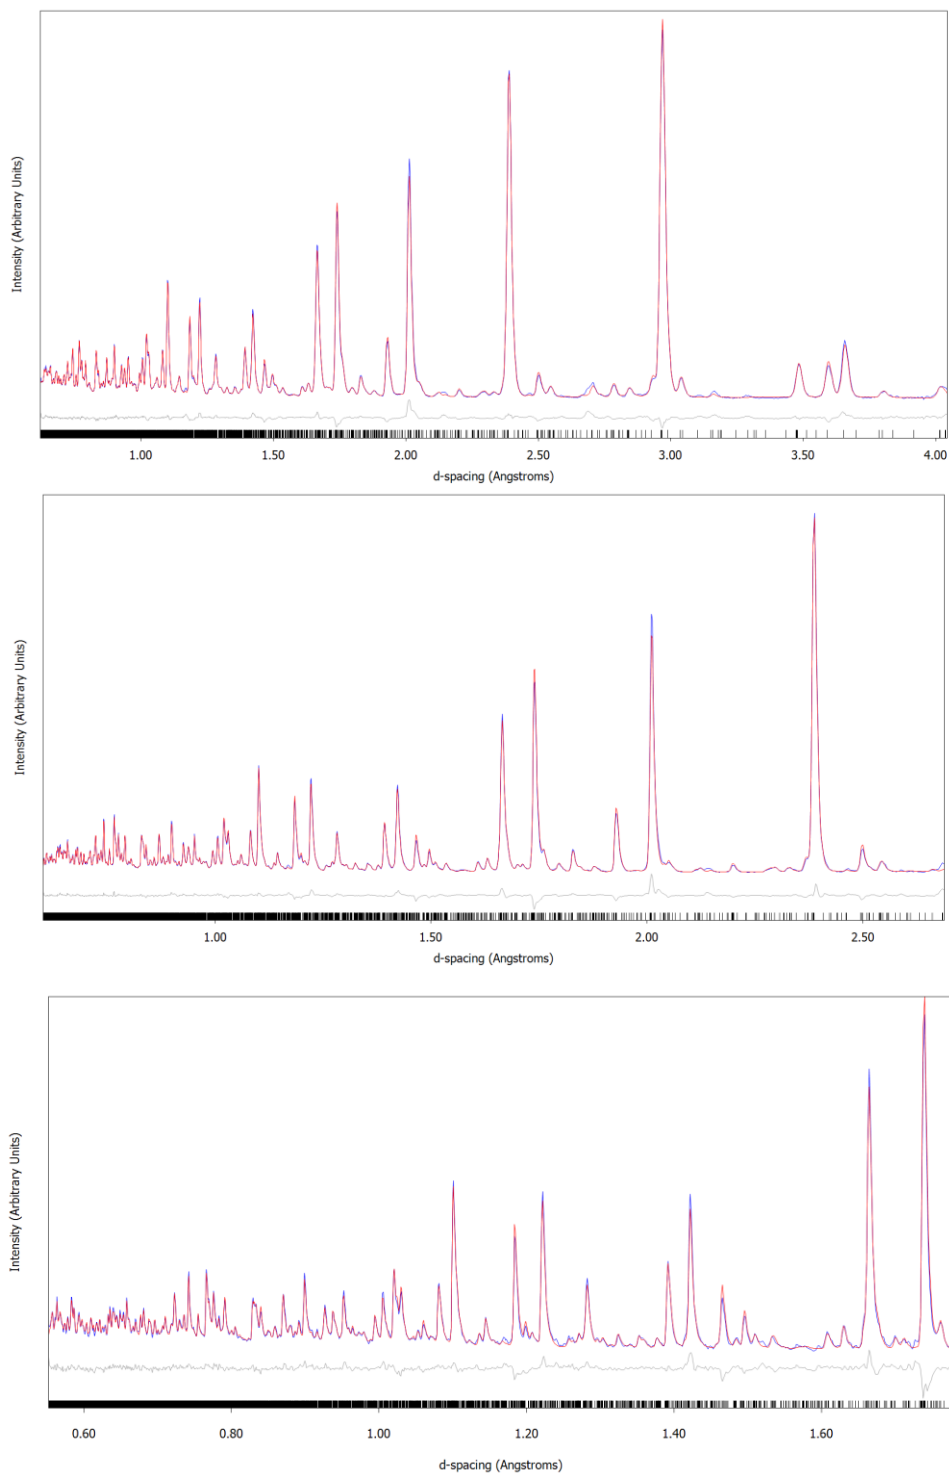 Intensity (Arbitrary Units)
1.00 1.50 2.00 2.50 3.00 3.50 4.00
d-spacing (Angstroms)
Intensity (Arbitrary Units)
1.00 1.50 2.00 2.50
d-spacing (Angstroms)
Intensity (Arbitrary Units)
0.60 0.80 1.00 1.20 1.40 1.60
d-spacing (Angstroms)